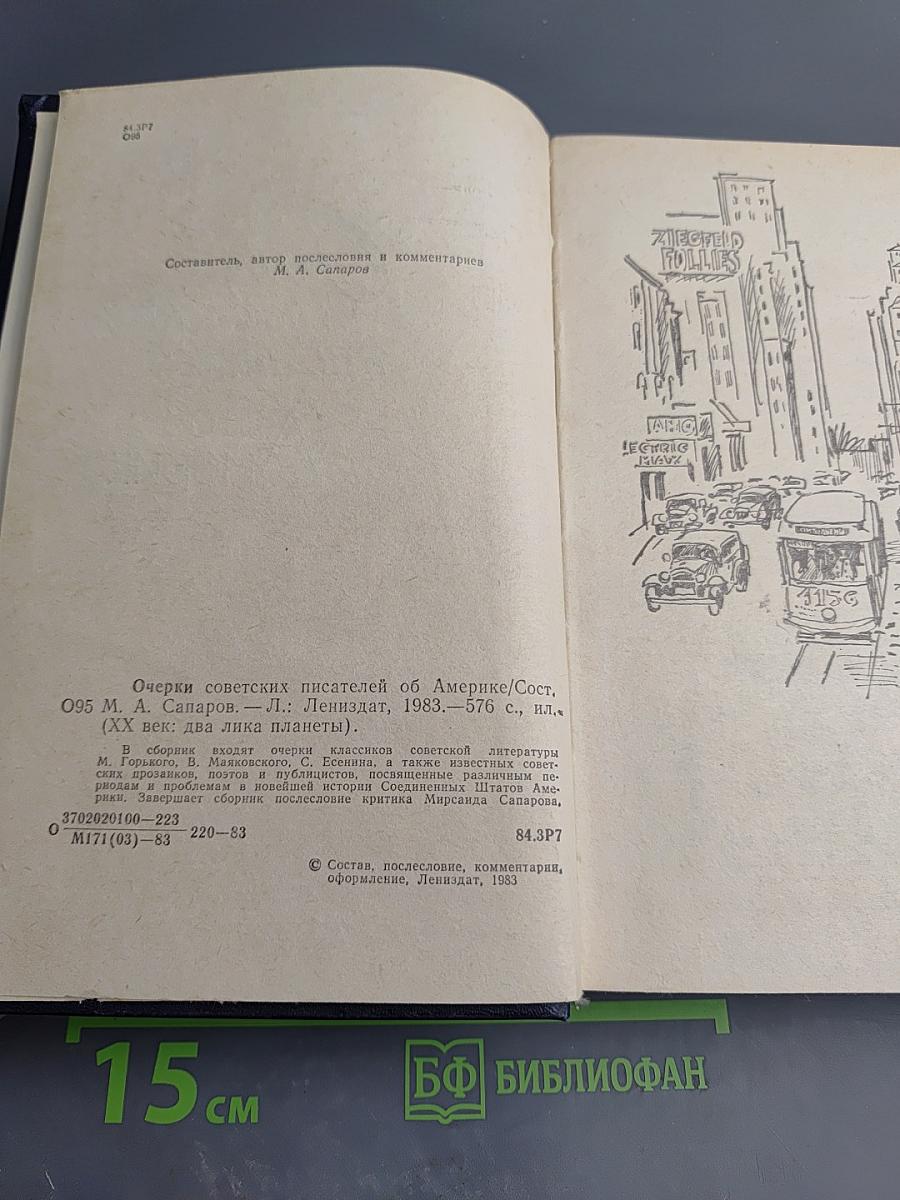 84.3Р7
О95
Составитель, автор послесловия и комментариев
М. А. Сапаров
Очерки советских писателей об Америке/Сост.
О95 М. А. Сапаров. — Л.: Лениздат, 1983.—576 с., ил.
(XX век: два лика планеты).
В сборник входят очерки классиков советской литературы
М. Горького, В. Маяковского, С. Есенина, а также известных совет-
ских прозаиков, поэтов и публицистов, посвященные различным пе-
риодам и проблемам в новейшей истории Соединенных Штатов Аме-
рики. Завершает сборник послесловие критика Мирсаида Сапарова.
О 3702020100—223
М171(03)—83
220—83
84.3Р7
© Состав, послесловие, комментарии,
оформление, Лениздат, 1983
ZIEGFELD
FOLLIES
ECTRIC
4156
15 см
БФ БИБЛИОФАН